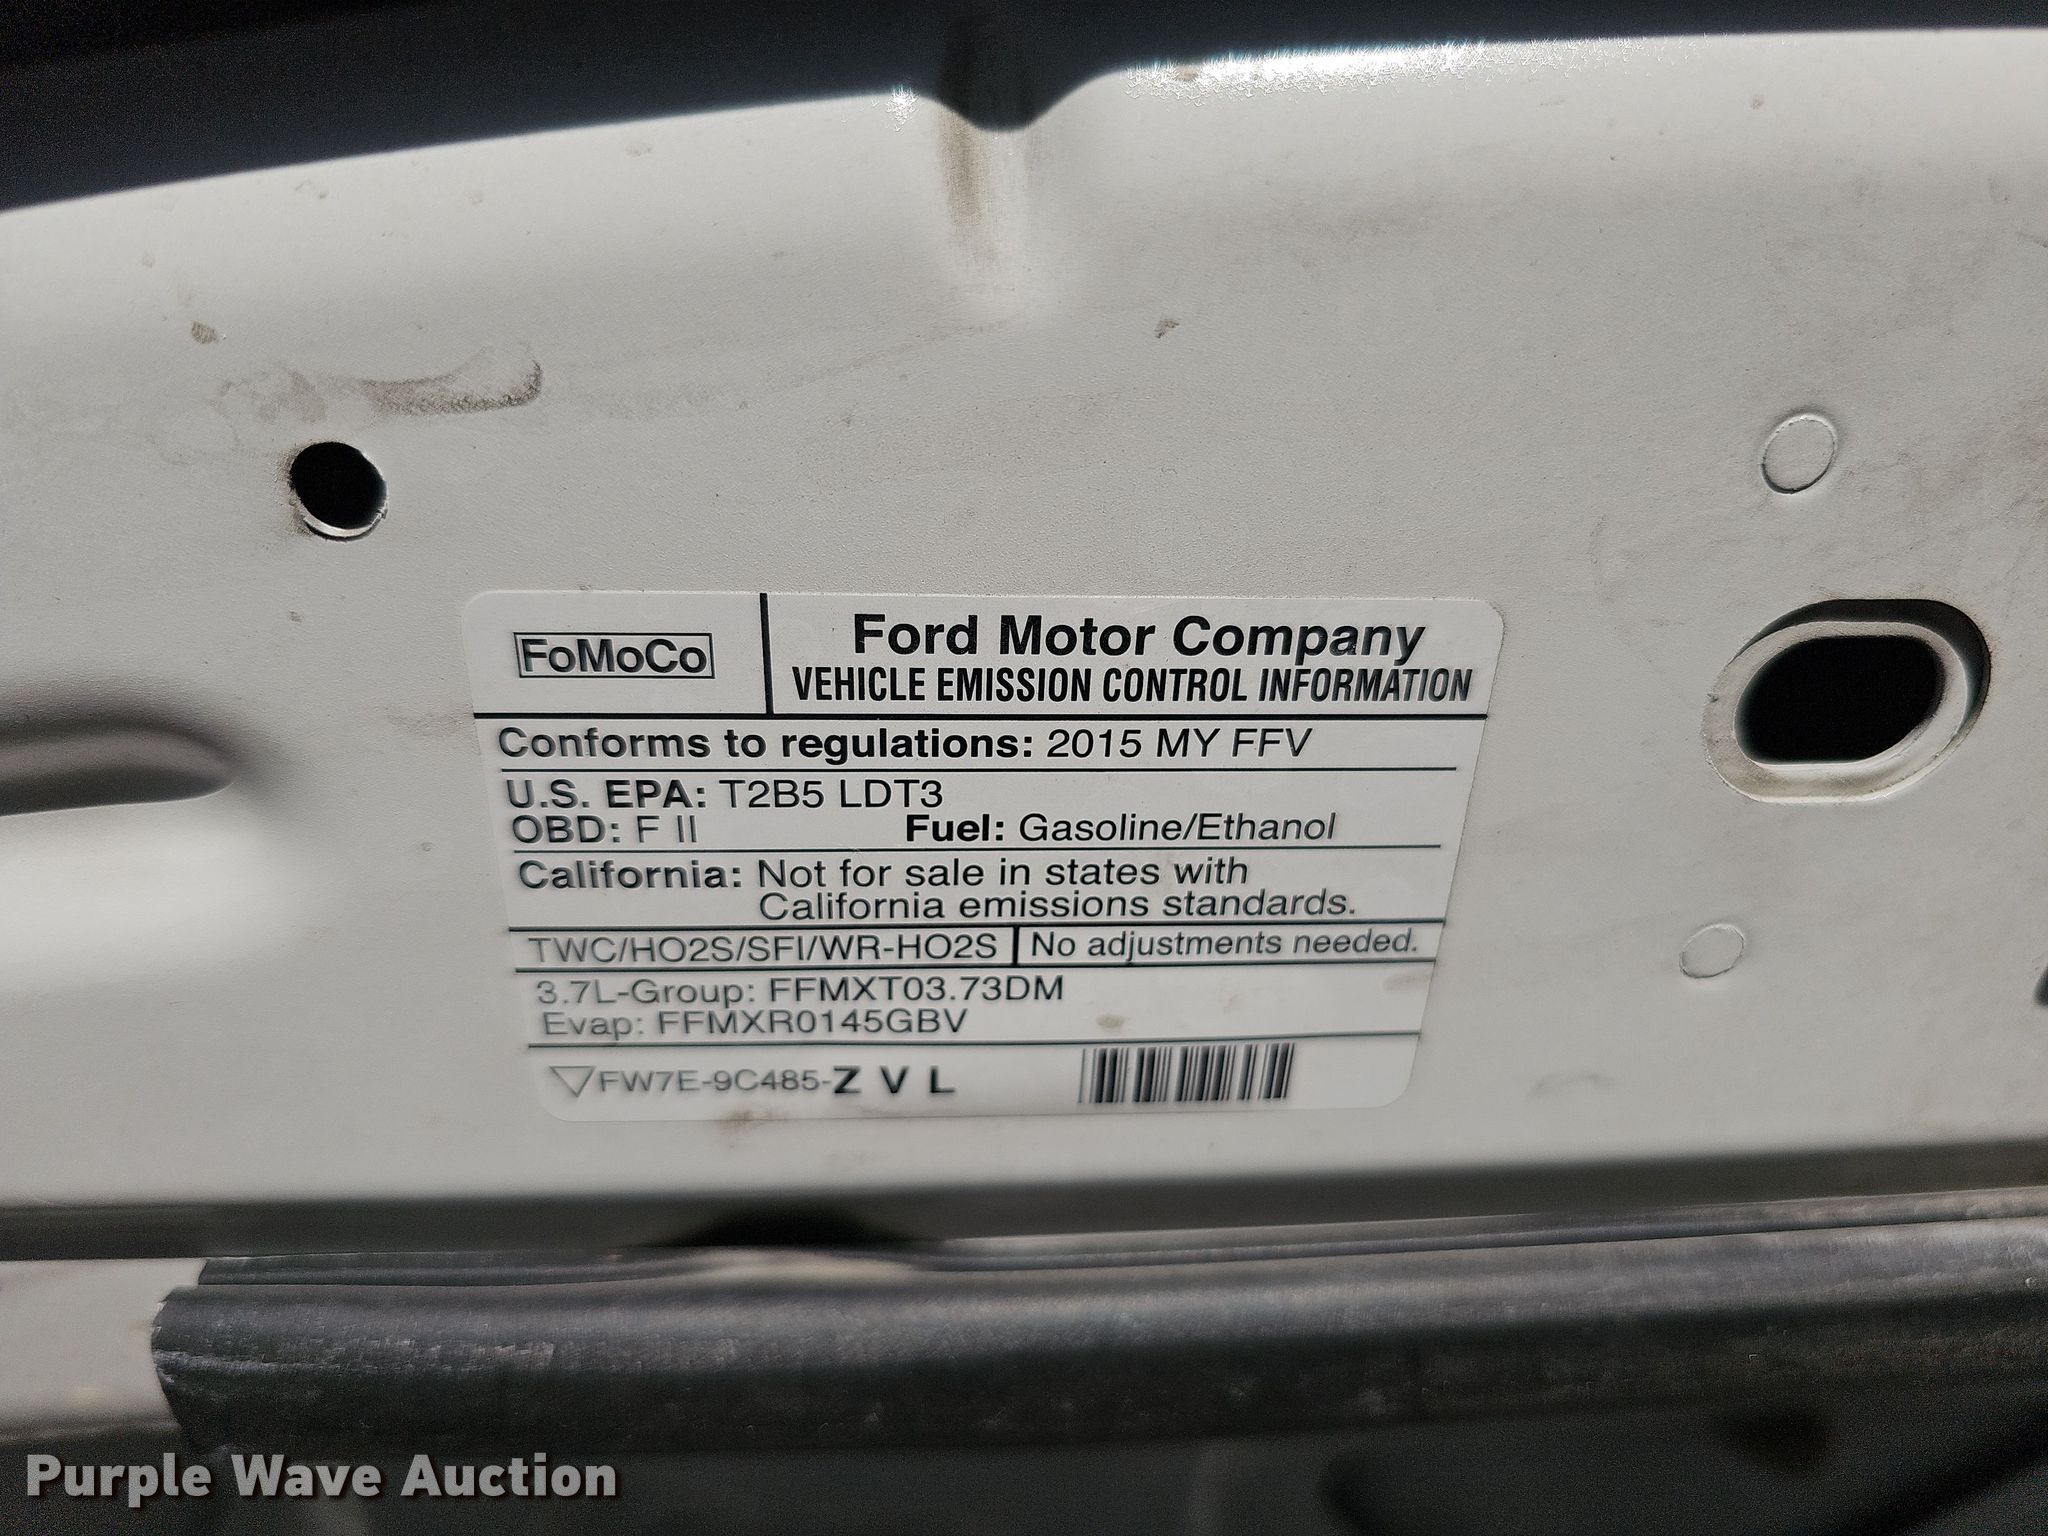 FoMoCo
Ford Motor Company
VEHICLE EMISSION CONTROL INFORMATION
Conforms to regulations: 2015 MY FFV
U.S. EPA: T2B5 LDT3
OBD: F II Fuel: Gasoline/Ethanol
California: Not for sale in states with
California emissions standards.
TWC/HO2S/SFI/WR-HO2S No adjustments needed.
3.7L-Group: FFMXT03.73DM
Evap: FFMXR0145GBV
FW7E-9C485-Z V L
Purple Wave Auction